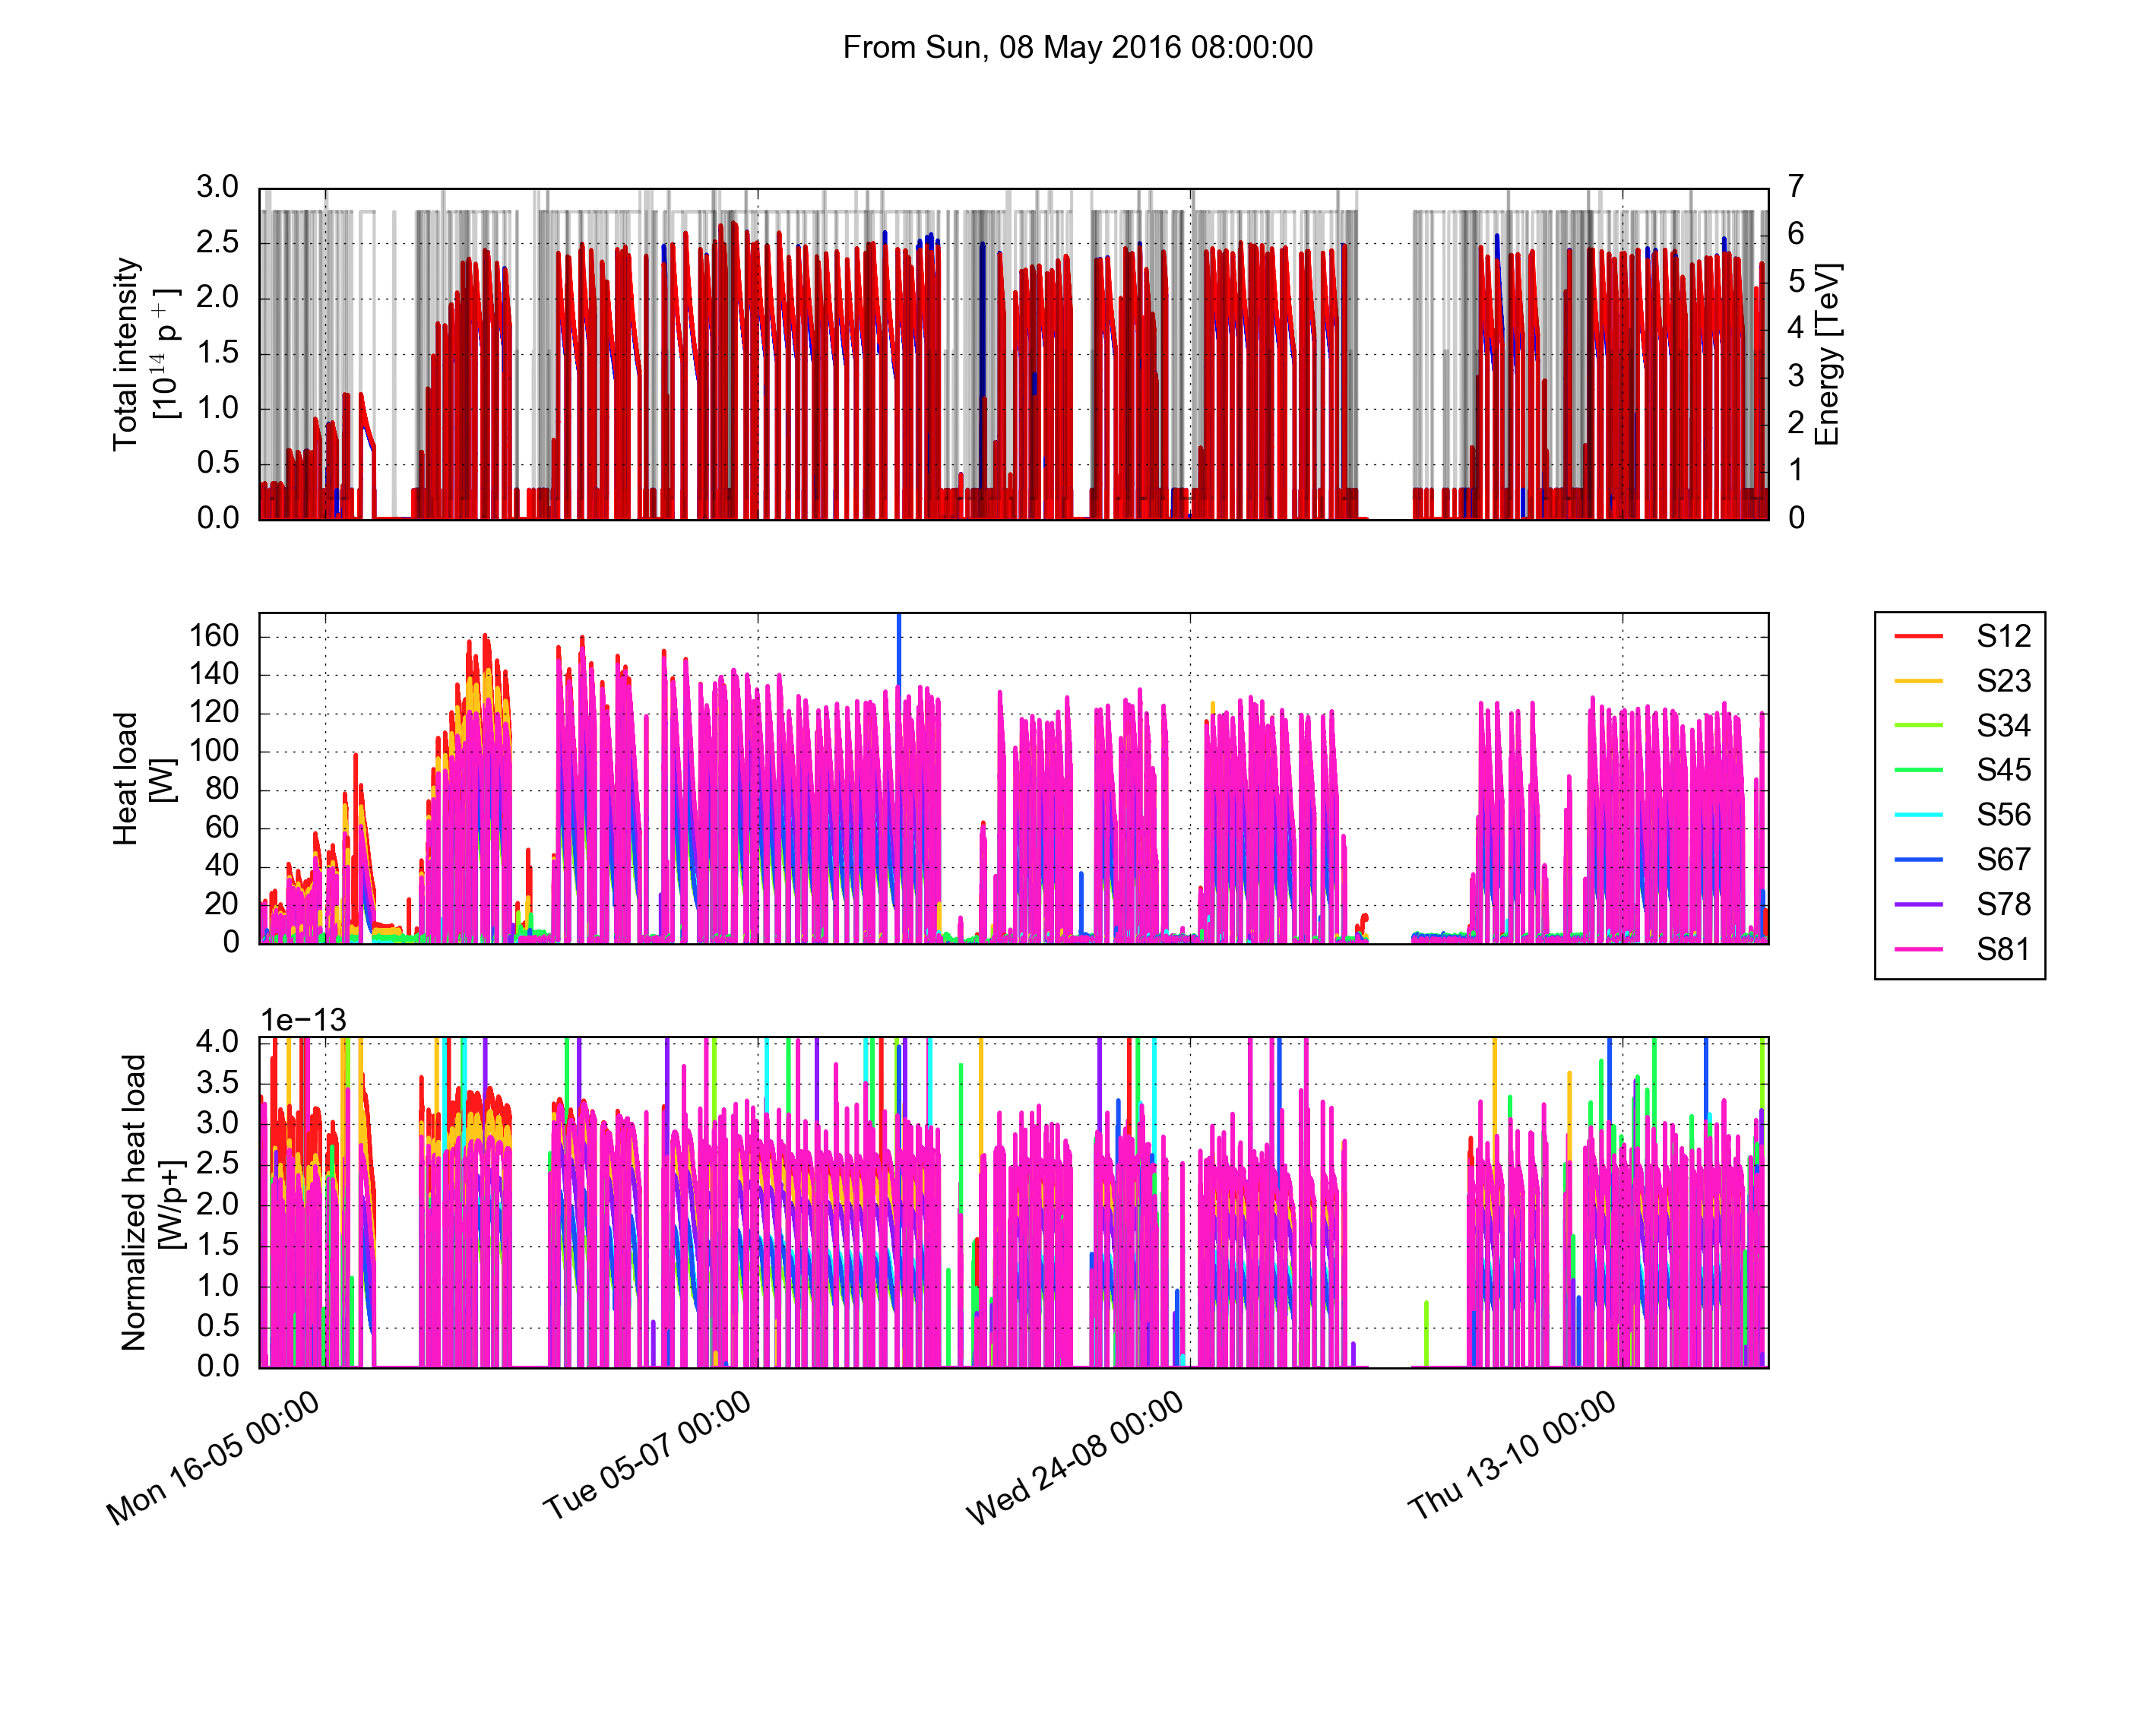 From Sun, 08 May 2016 08:00:00
Total intensity
[10^14 p^+]
3.0
2.5
2.0
1.5
1.0
0.5
0.0
7
6
5
4
3
2
1
0
Energy [TeV]
Heat load
[W]
160
140
120
100
80
60
40
20
0
S12
S23
S34
S45
S56
S67
S78
S81
Normalized heat load
[W/p+]
1e−13
4.0
3.5
3.0
2.5
2.0
1.5
1.0
0.5
0.0
Mon 16-05 00:00
Tue 05-07 00:00
Wed 24-08 00:00
Thu 13-10 00:00